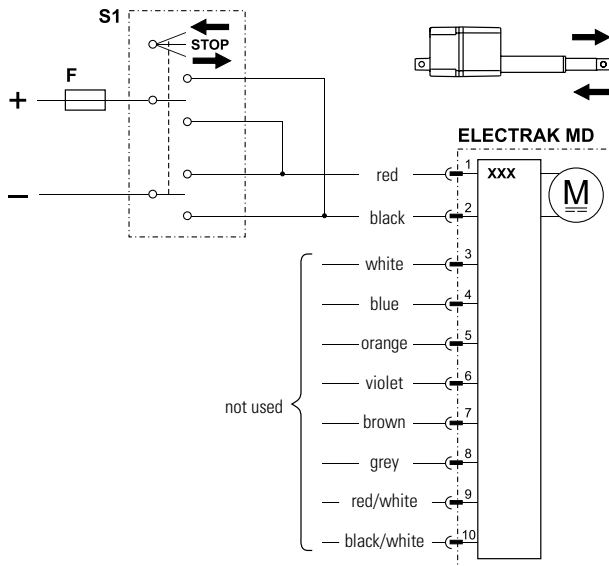 S1
STOP
F
+
–
ELECTRAK MD
red
1
XXX
M
black
2
white
3
blue
4
orange
5
violet
6
not used
brown
7
grey
8
red/white
9
black/white
10